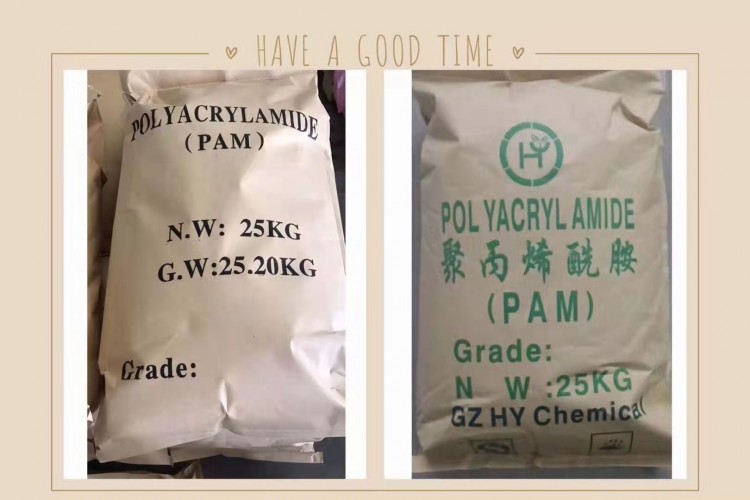 HAVE A GOOD TIME
POLYACRYLAMIDE
(PAM)
N.W: 25KG
G.W:25.20KG
Grade:
H
POLYACRYLAMIDE
聚丙烯酰胺
(PAM)
Grade:
N W :25KG
GZ HY Chemical